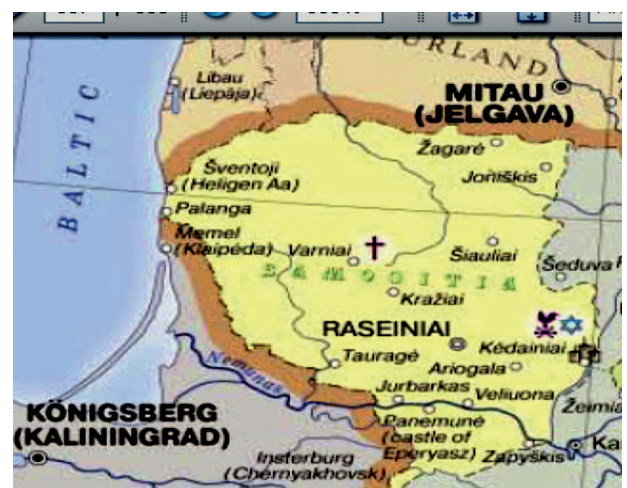 URLAND
Libau
(Liepāja)
MITAU
(JELGAVA)
BALTIC
Žagarė
Joniškis
Šventoji
(Heligen Aa)
Palanga
Memel
(Klaipėda)
Varniai
Šiauliai
Šeduva
SAMOGITIA
Kražiai
RASEINIAI
Kėdainiai
Tauragė
Ariogala
Nemunas
Jurbarkas
Veliuona
KÖNIGSBERG
(KALININGRAD)
Panemunė
(castle of
Eperyasz)
Zapyškis
Žeimia
Ka
Insterburg
(Chernyakhovsk)